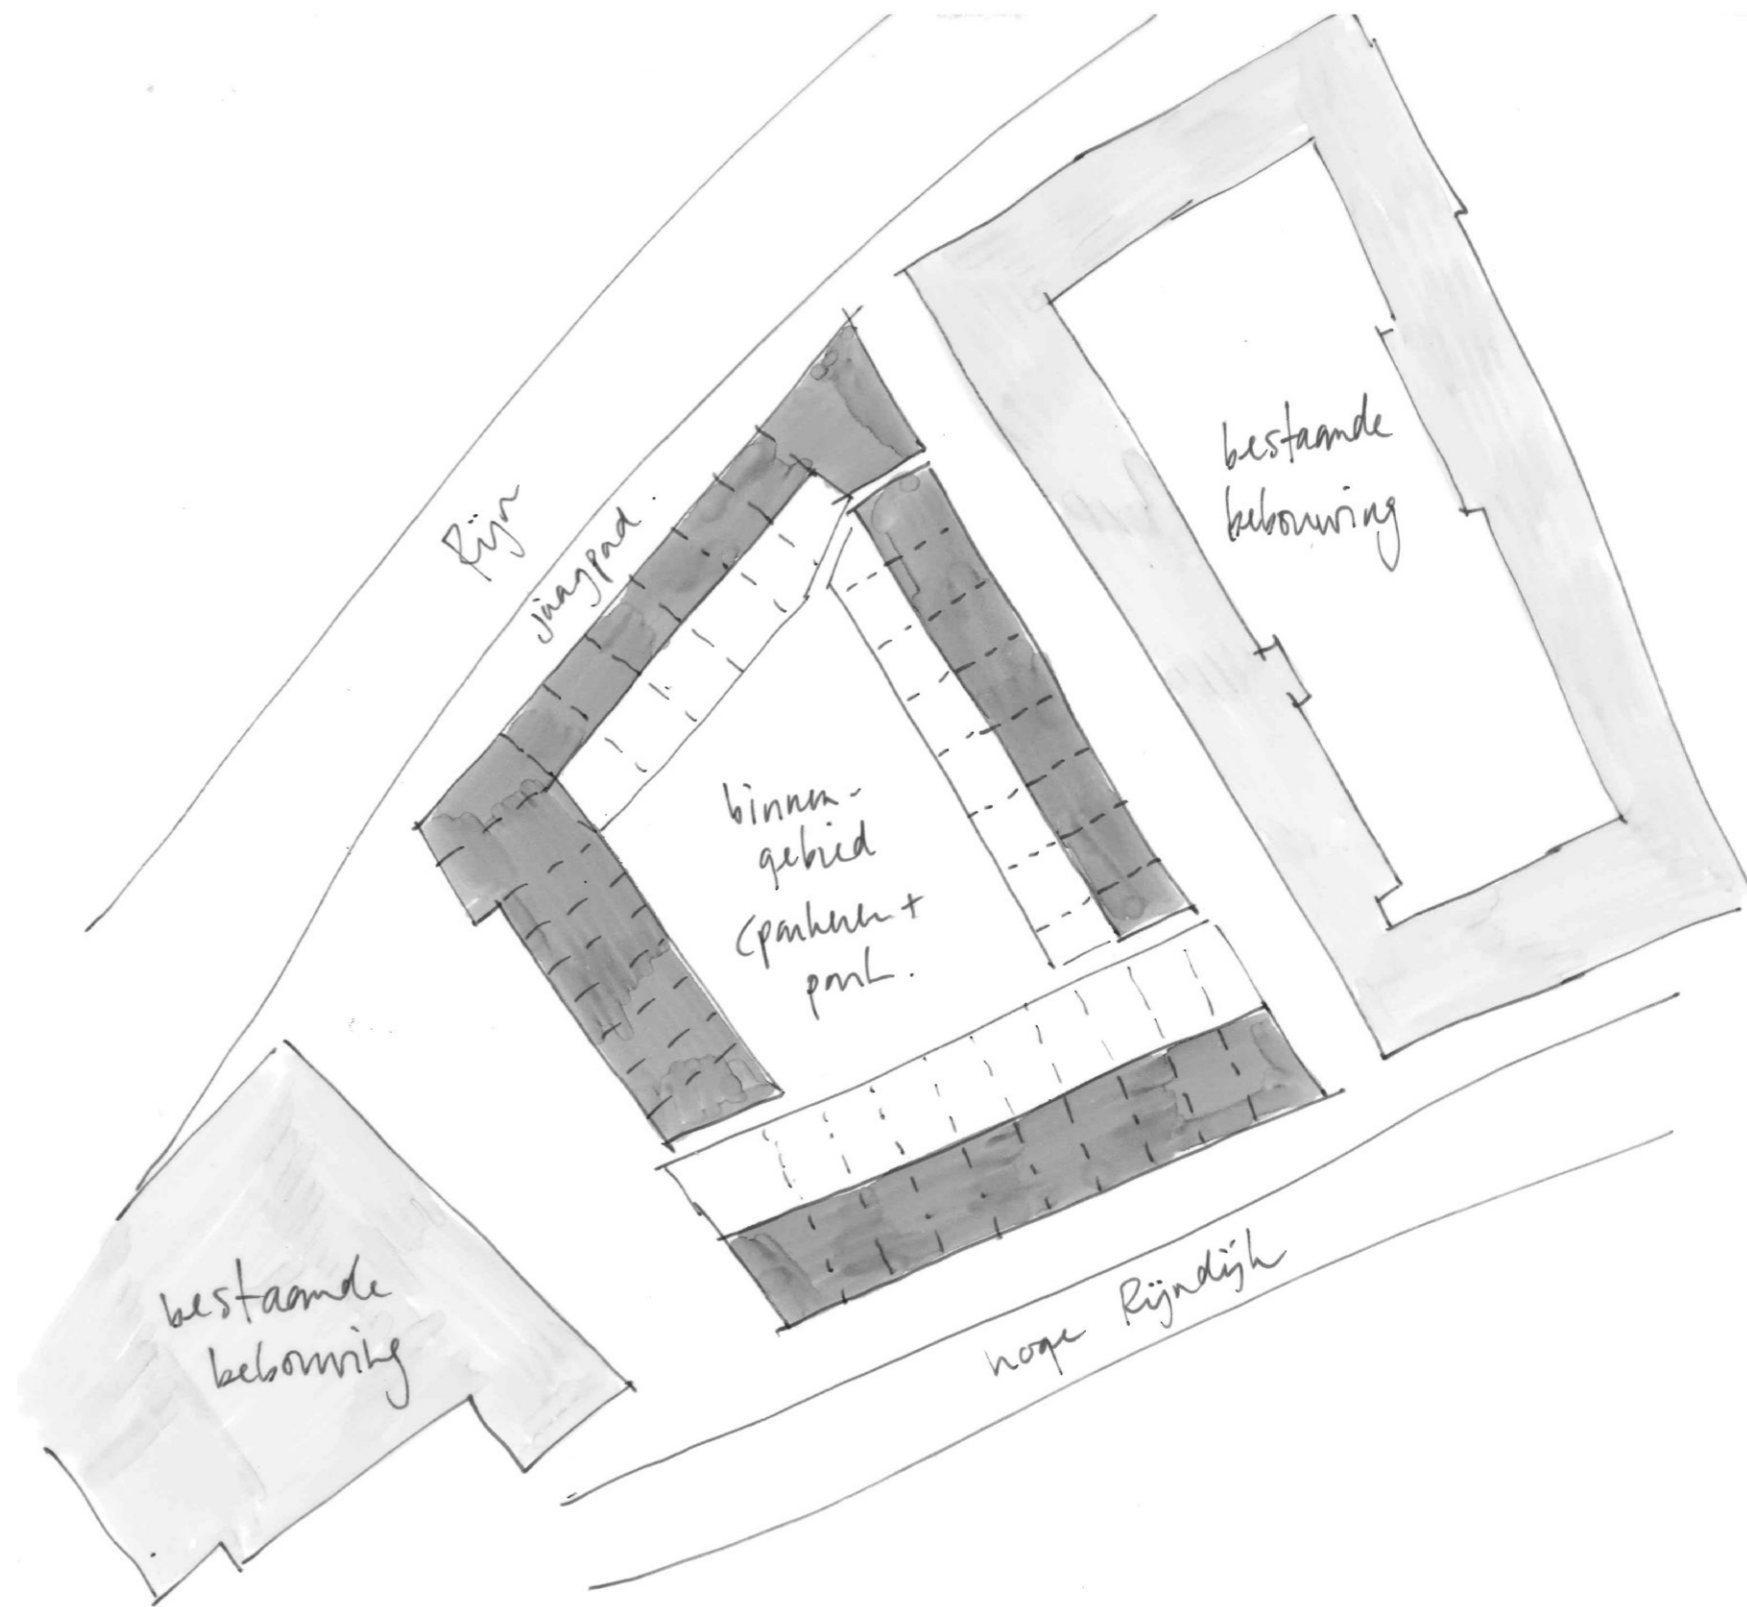 Rijn
jaagpad.
bestaande
bebouwing
binnen-
gebied
(parkeren +
park.
bestaande
bebouwing
hoge Rijndijk